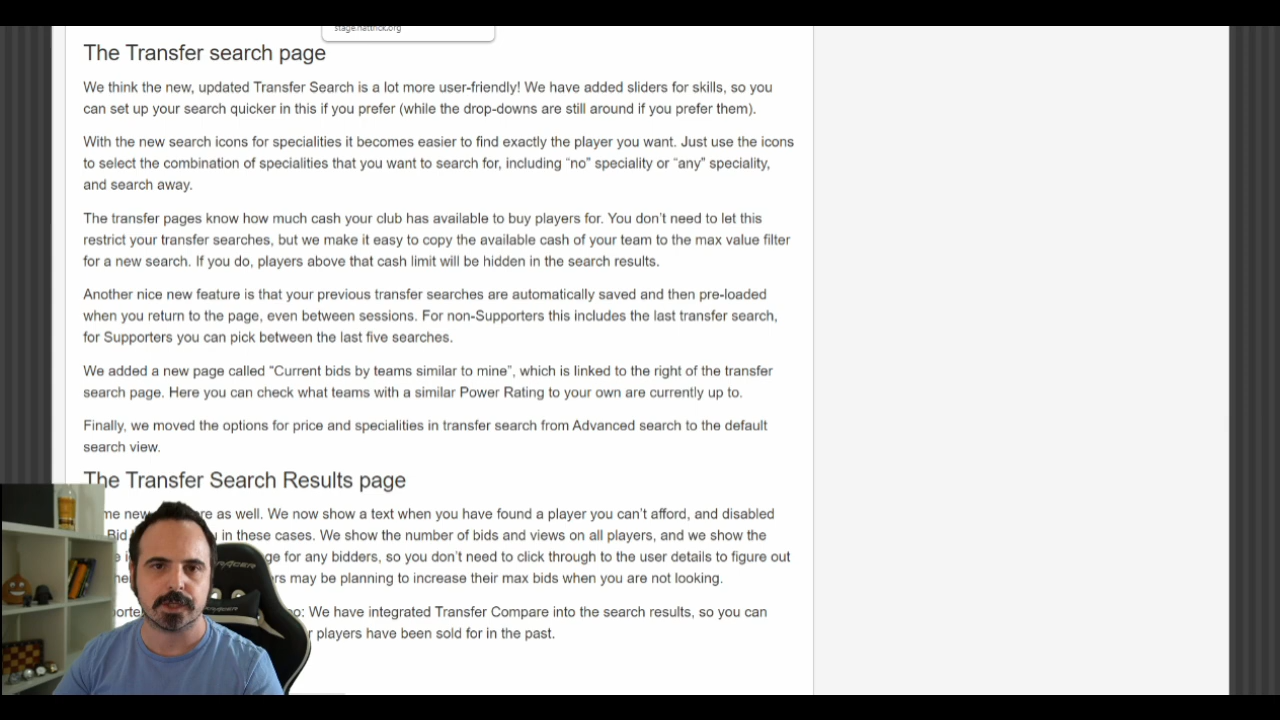 stage.hattrick.org
The Transfer search page
We think the new, updated Transfer Search is a lot more user-friendly! We have added sliders for skills, so you
can set up your search quicker in this if you prefer (while the drop-downs are still around if you prefer them).
With the new search icons for specialities it becomes easier to find exactly the player you want. Just use the icons
to select the combination of specialities that you want to search for, including “no” speciality or “any” speciality,
and search away.
The transfer pages know how much cash your club has available to buy players for. You don’t need to let this
restrict your transfer searches, but we make it easy to copy the available cash of your team to the max value filter
for a new search. If you do, players above that cash limit will be hidden in the search results.
Another nice new feature is that your previous transfer searches are automatically saved and then pre-loaded
when you return to the page, even between sessions. For non-Supporters this includes the last transfer search,
for Supporters you can pick between the last five searches.
We added a new page called “Current bids by teams similar to mine”, which is linked to the right of the transfer
search page. Here you can check what teams with a similar Power Rating to your own are currently up to.
Finally, we moved the options for price and specialities in transfer search from Advanced search to the default
search view.
The Transfer Search Results page
new as well. We now show a text when you have found a player you can’t afford, and disabled
Bid in these cases. We show the number of bids and views on all players, and we show the
for any bidders, so you don’t need to click through to the user details to figure out
may be planning to increase their max bids when you are not looking.
We have integrated Transfer Compare into the search results, so you can
players have been sold for in the past.